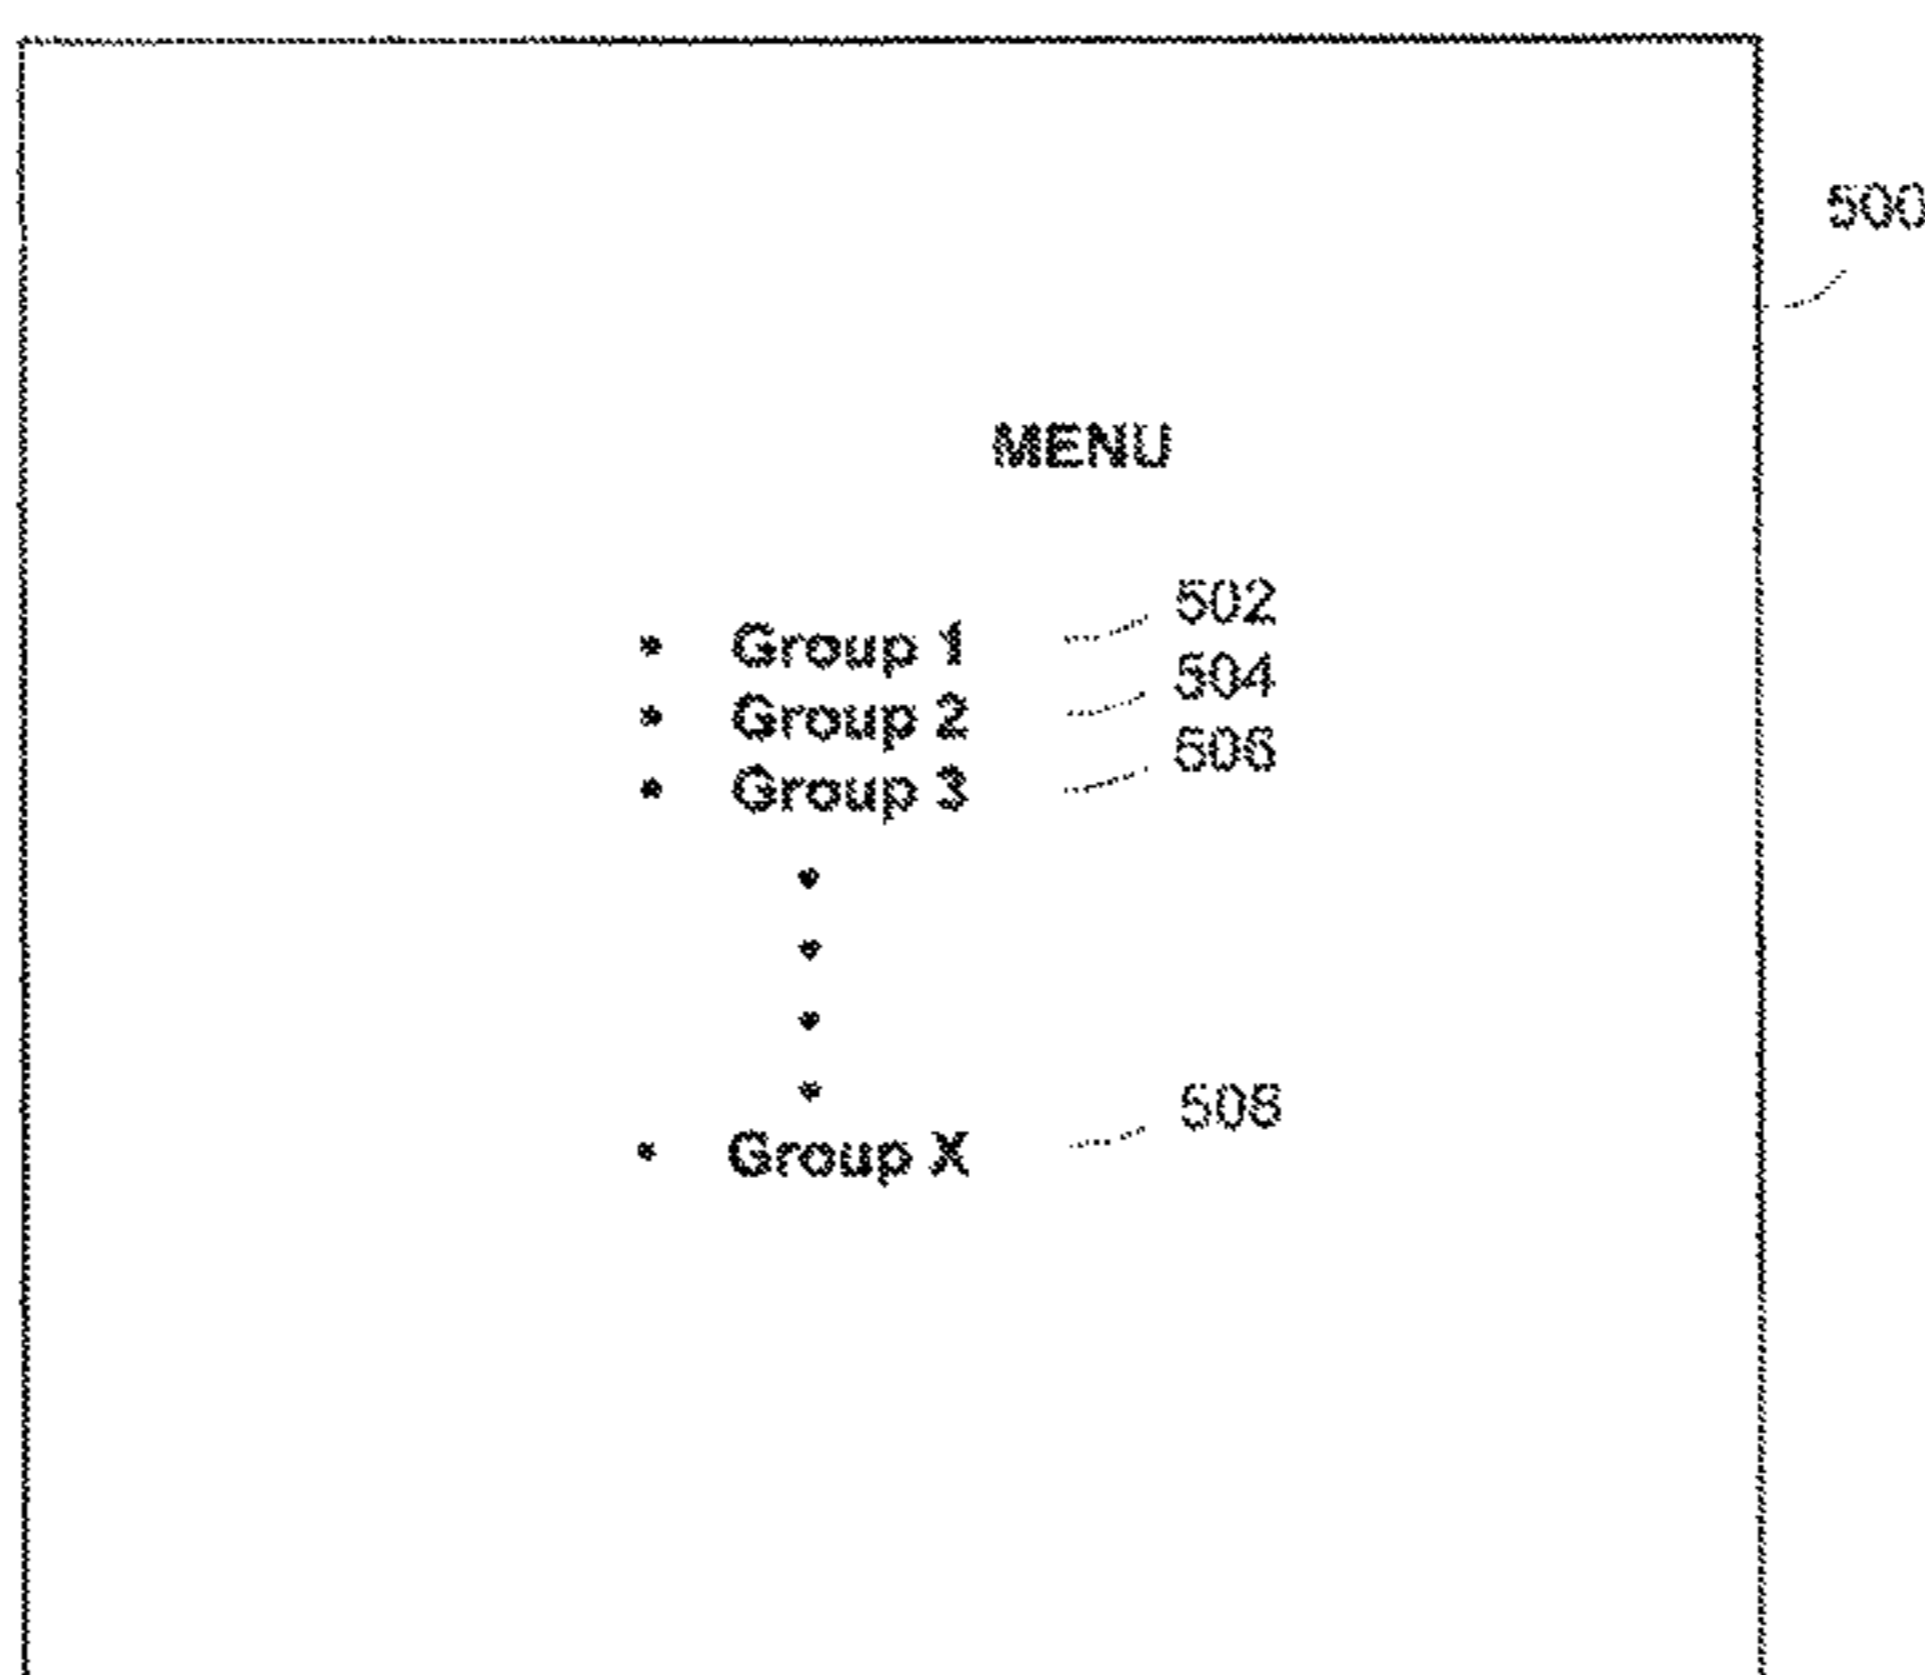 500
MENU
• Group 1 502
• Group 2 504
• Group 3 506
•
•
•
•
• Group X 508